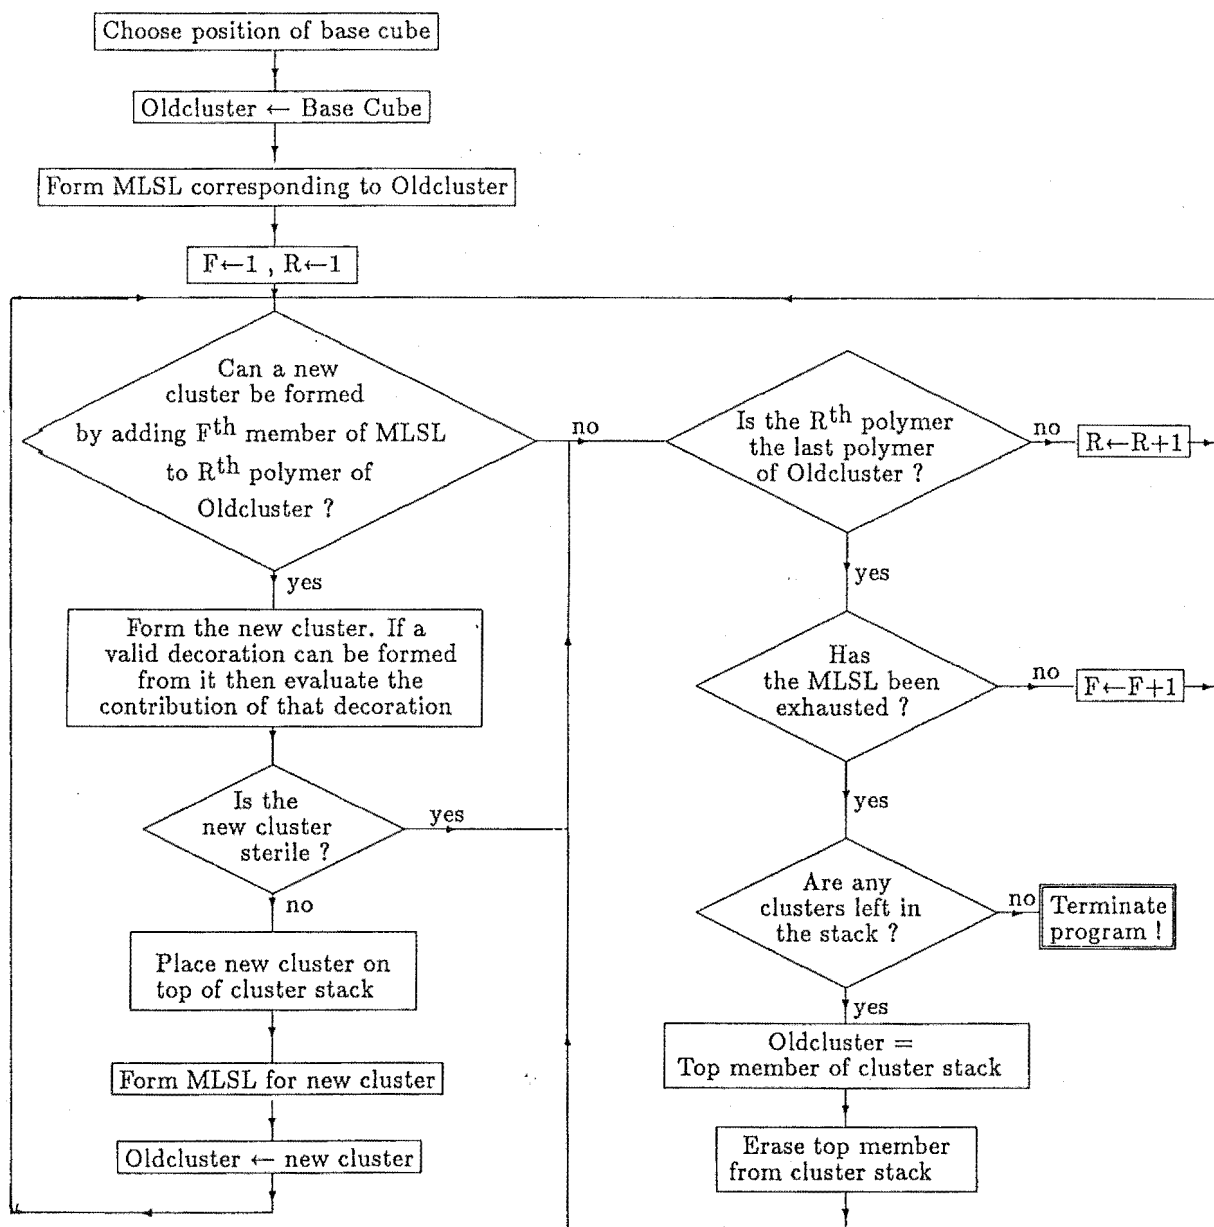 Choose position of base cube
Oldcluster ← Base Cube
Form MLSL corresponding to Oldcluster
F←1 , R←1
Can a new
cluster be formed
by adding Fth member of MLSL
to Rth polymer of
Oldcluster ?
no
yes
Form the new cluster. If a
valid decoration can be formed
from it then evaluate the
contribution of that decoration
Is the
new cluster
sterile ?
yes
no
Place new cluster on
top of cluster stack
Form MLSL for new cluster
Oldcluster ← new cluster
Is the Rth polymer
the last polymer
of Oldcluster ?
no
R←R+1
yes
Has
the MLSL been
exhausted ?
no
F←F+1
yes
Are any
clusters left in
the stack ?
no
Terminate
program !
yes
Oldcluster =
Top member of cluster stack
Erase top member
from cluster stack